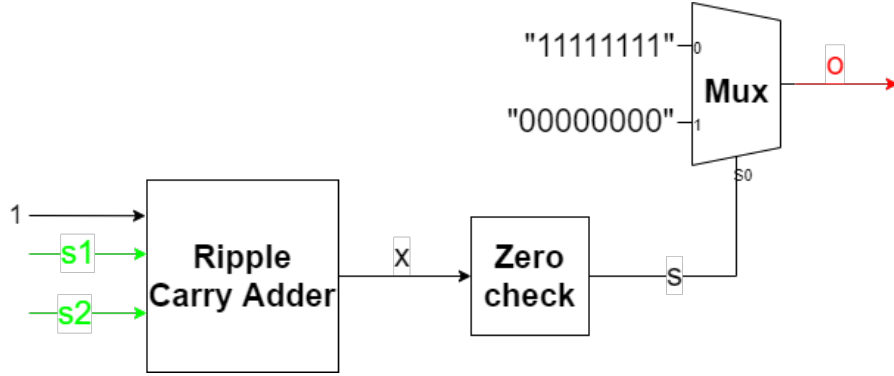 "11111111"
0
o
Mux
"00000000"
1
S0
1
s1
s2
Ripple
Carry Adder
x
Zero
check
s